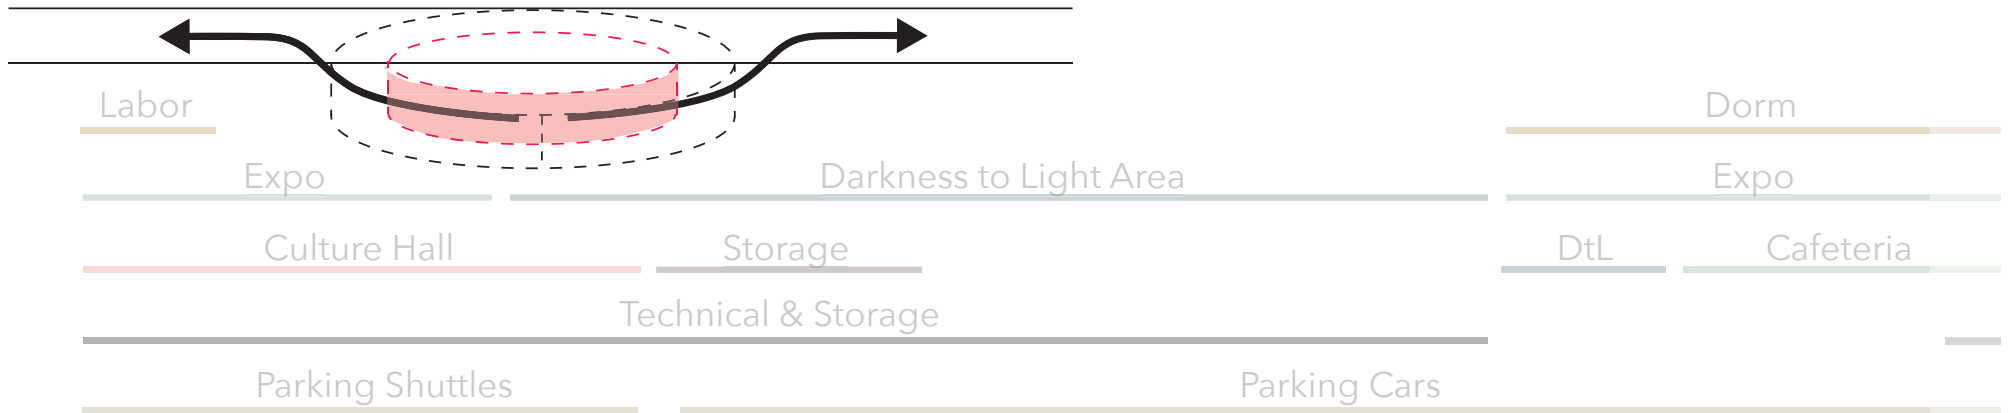 Labor Dorm
Expo Darkness to Light Area Expo
Culture Hall Storage DtL Cafeteria
Technical & Storage
Parking Shuttles Parking Cars